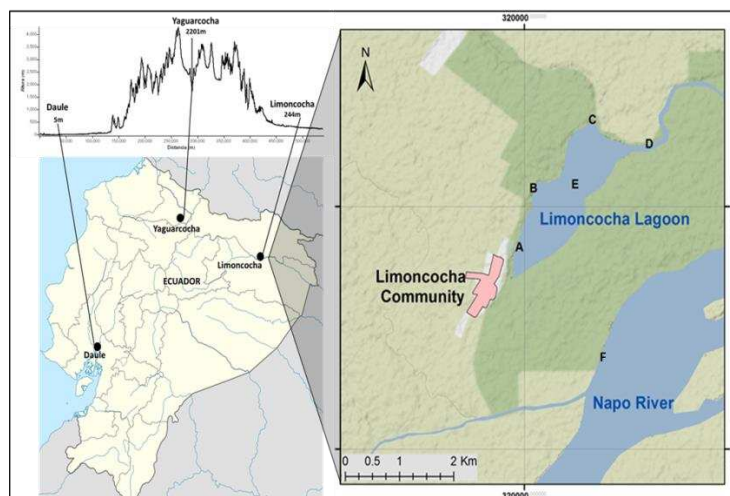 Yaguarcocha
2201m
Daule
5m
Limoncocha
244m
Distancia (m)
Yaguarcocha
Limoncocha
ECUADOR
Daule
320000
N
C
D
B
E
Limoncocha Lagoon
A
Limoncocha
Community
F
Napo River
0 0.5 1 2 Km
320000